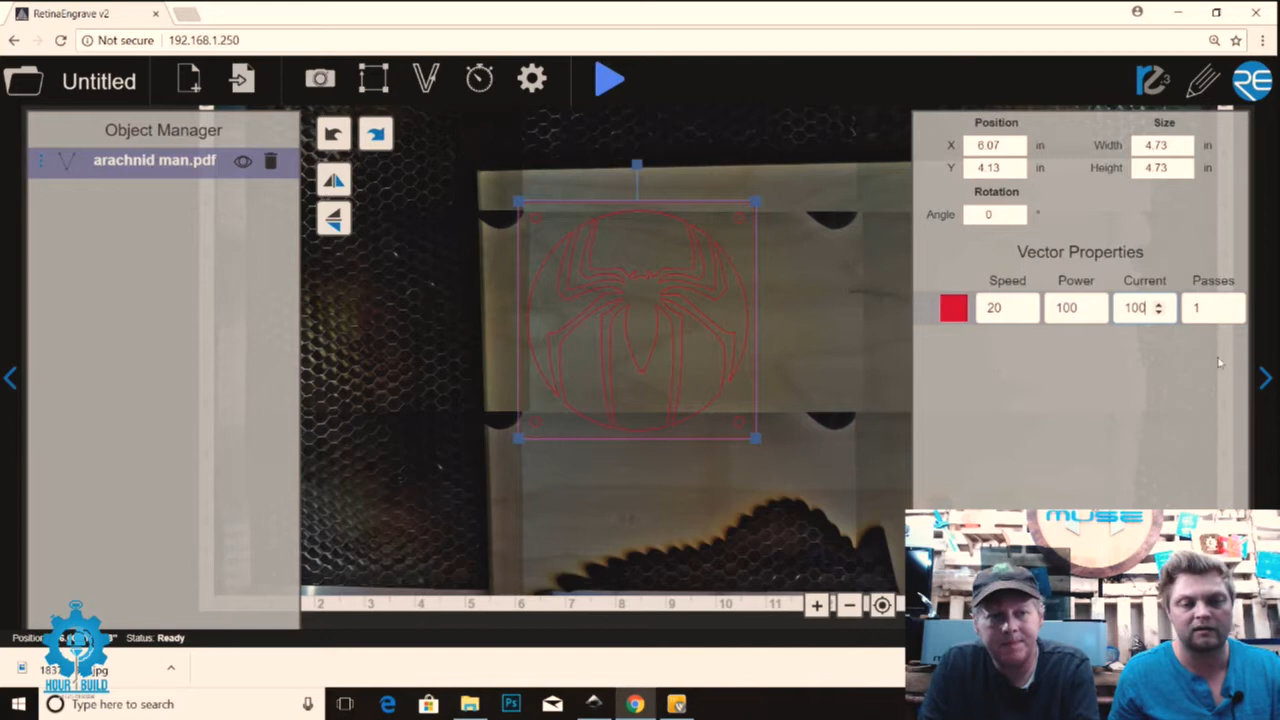 RetinaEngrave v2
Not secure 192.168.1.250
Untitled
RE
Object Manager
arachnid man.pdf
Position Size
X 6.07 in Width 4.73 in
Y 4.13 in Height 4.73 in
Rotation
Angle 0 °
Vector Properties
Speed Power Current Passes
20 100 100 1
2 3 4 5 6 7 8 9 10 11
Status: Ready
.jpg
HOUR BUILD
MUSE
Type here to search
Ps